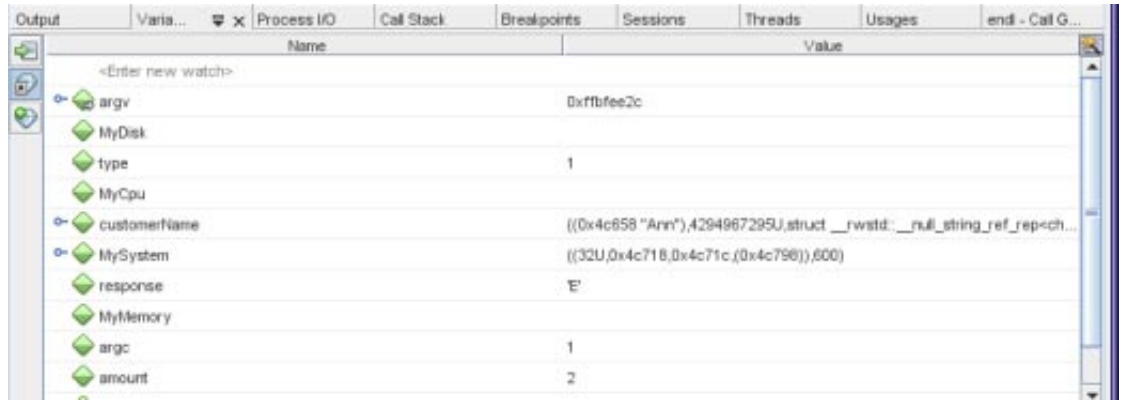 Output Varia... Process I/O Call Stack Breakpoints Sessions Threads Usages endl - Call G...
Name Value
<Enter new watch>
argv 0xffbfee2c
MyDisk
type 1
MyCpu
customerName ((0x4c658 "Ann"),4294967295U,struct __rwstd::__null_string_ref_rep<ch...
MySystem ((32U,0x4c718,0x4c71c,(0x4c798)),600)
response 'E'
MyMemory
argc 1
amount 2